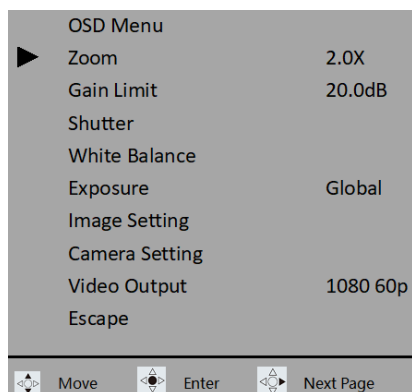 OSD Menu
Zoom 2.0X
Gain Limit 20.0dB
Shutter
White Balance
Exposure Global
Image Setting
Camera Setting
Video Output 1080 60p
Escape
Move Enter Next Page